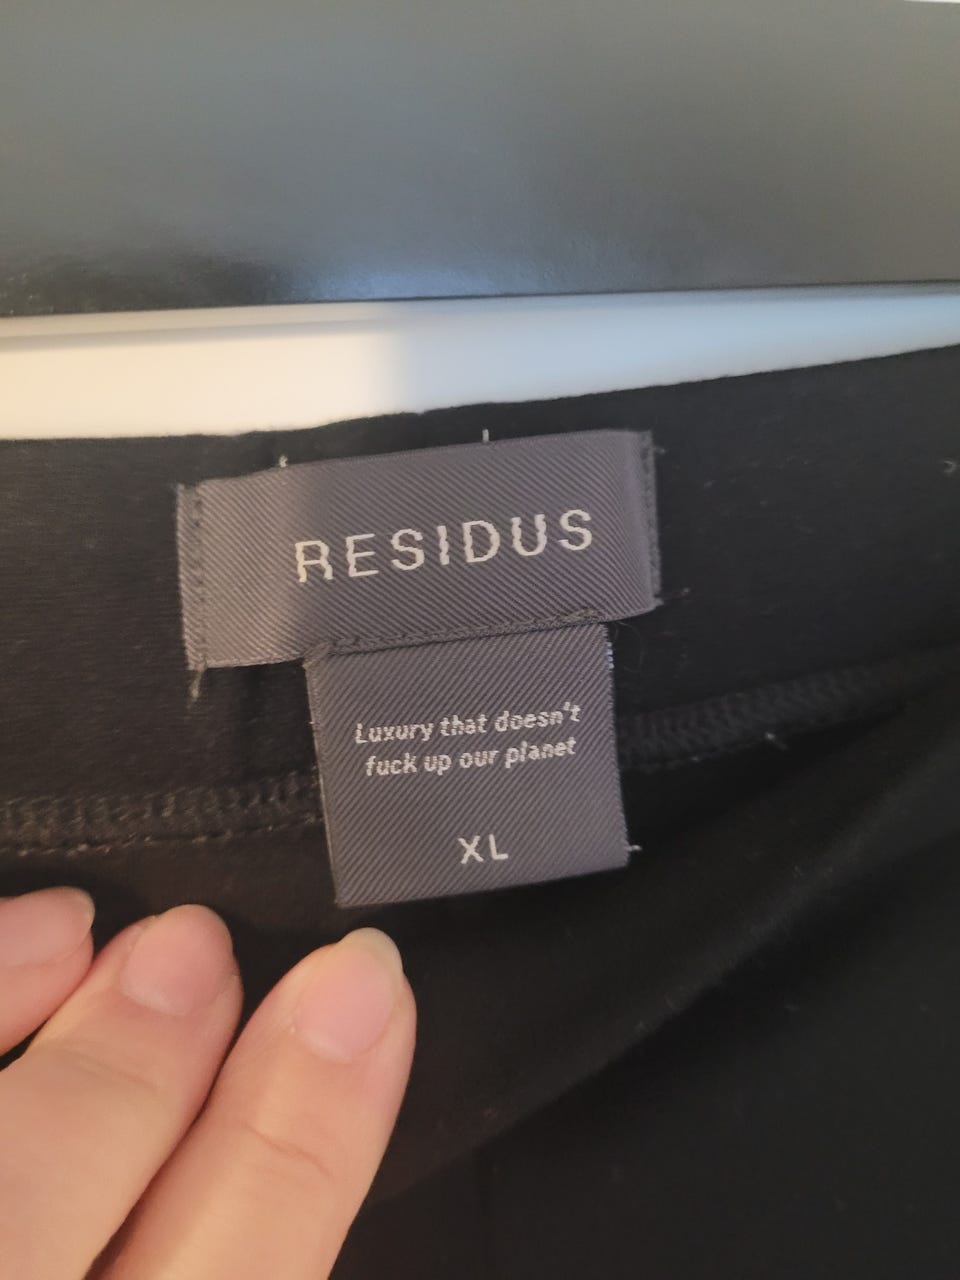 RESIDUS
Luxury that doesn't
fuck up our planet
XL